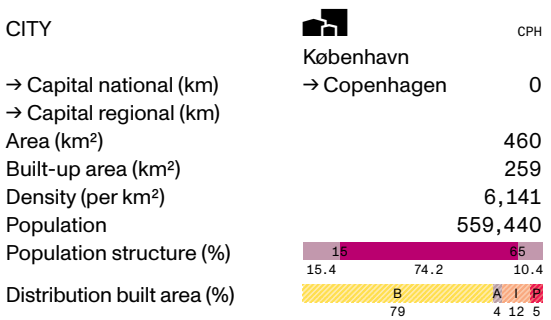 CITY CPH
København
→ Capital national (km) → Copenhagen 0
→ Capital regional (km)
Area (km²) 460
Built-up area (km²) 259
Density (per km²) 6,141
Population 559,440
Population structure (%) 15 65
15.4 74.2 10.4
Distribution built area (%) B A I P
79 4 12 5